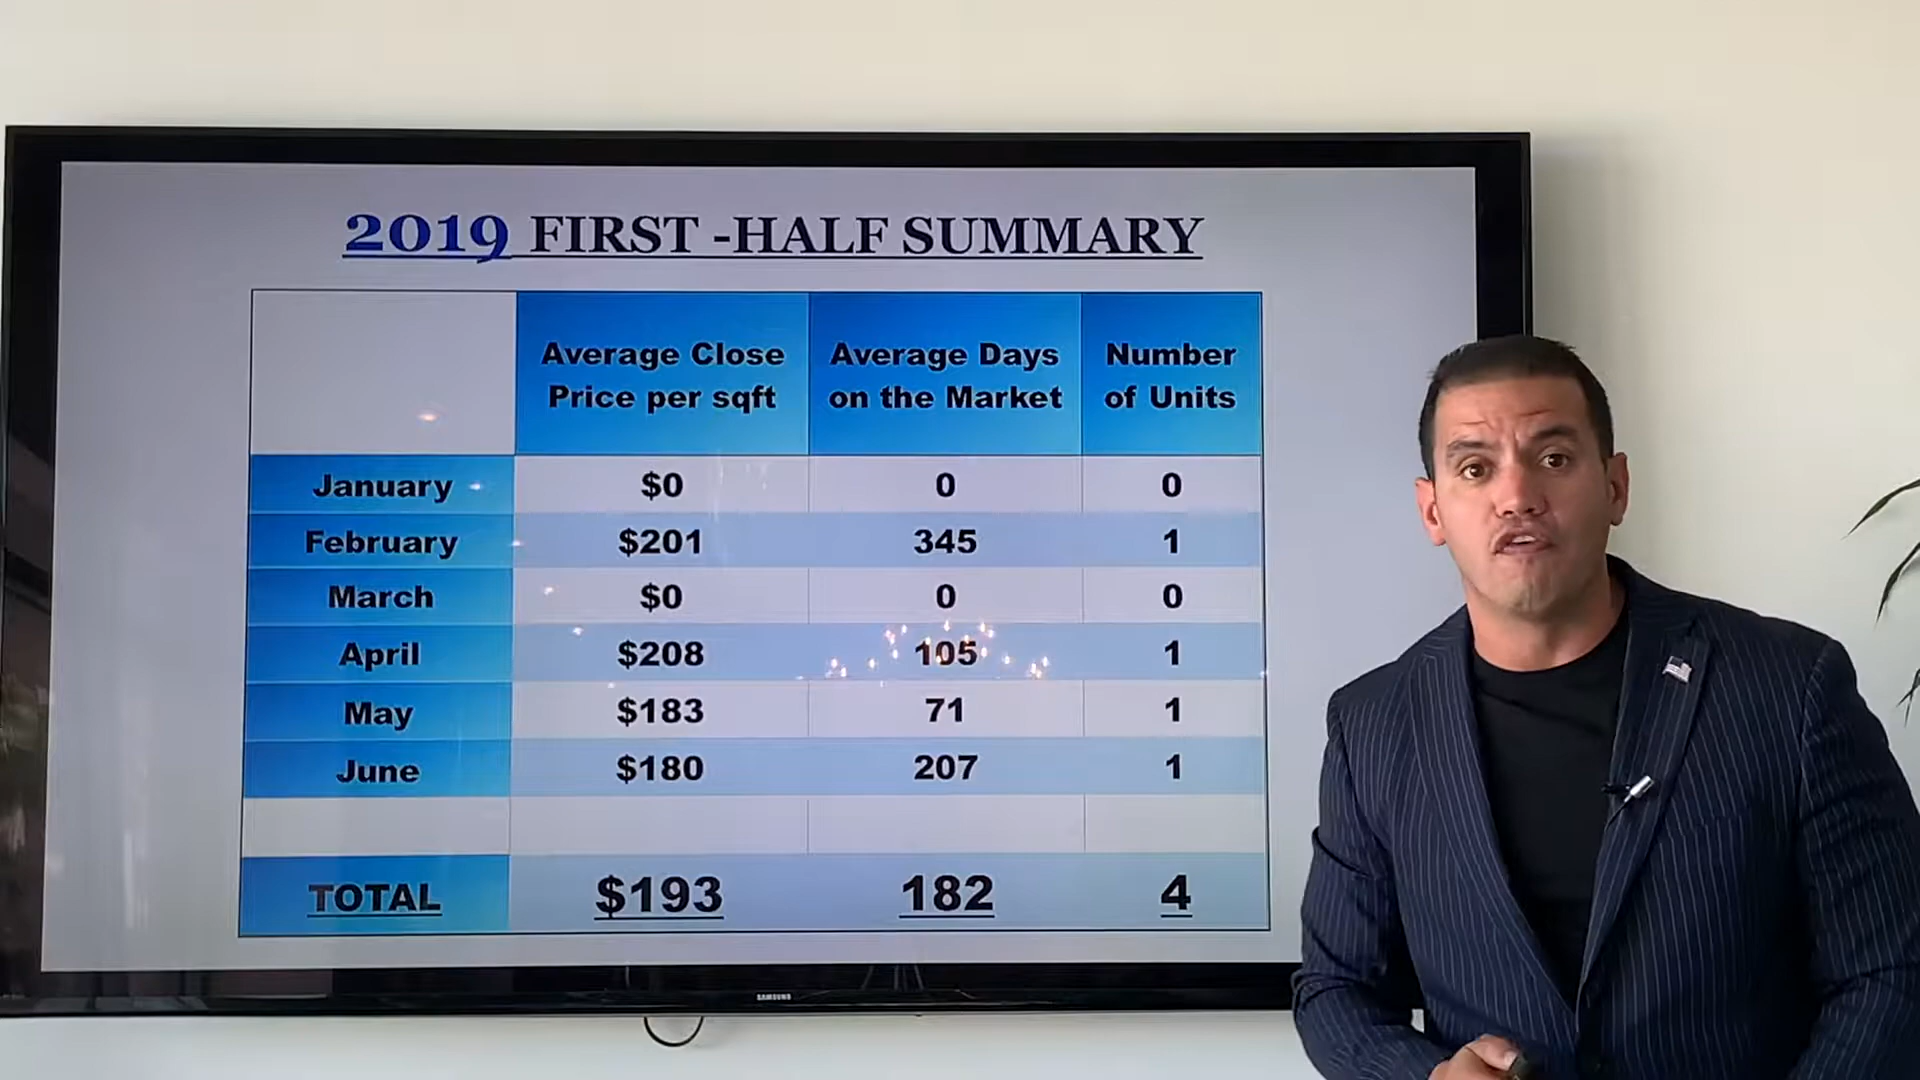 2019 FIRST -HALF SUMMARY
Average Close Price per sqft Average Days on the Market Number of Units
January $0 0 0
February $201 345 1
March $0 0 0
April $208 105 1
May $183 71 1
June $180 207 1
TOTAL $193 182 4
SAMSUNG